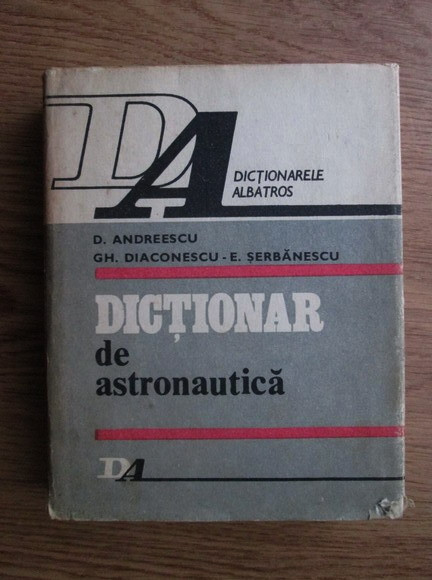 DA
DICȚIONARELE
ALBATROS
D. ANDREESCU
GH. DIACONESCU - E. ȘERBĂNESCU
DICȚIONAR
de
astronautică
DA